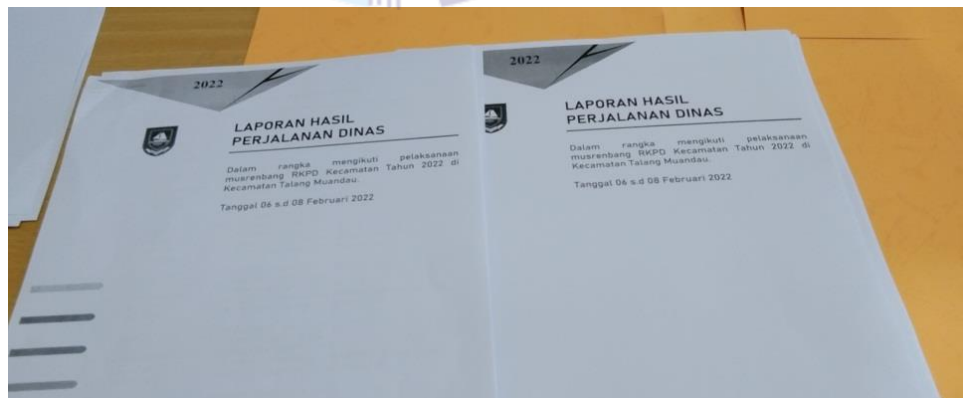 2022
LAPORAN HASIL
PERJALANAN DINAS
Dalam rangka mengikuti pelaksanaan
musrenbang RKPD Kecamatan Tahun 2022 di
Kecamatan Talang Muandau.
Tanggal 06 s.d 08 Februari 2022
2022
LAPORAN HASIL
PERJALANAN DINAS
Dalam rangka mengikuti pelaksanaan
musrenbang RKPD Kecamatan Tahun 2022 di
Kecamatan Talang Muandau.
Tanggal 06 s.d 08 Februari 2022